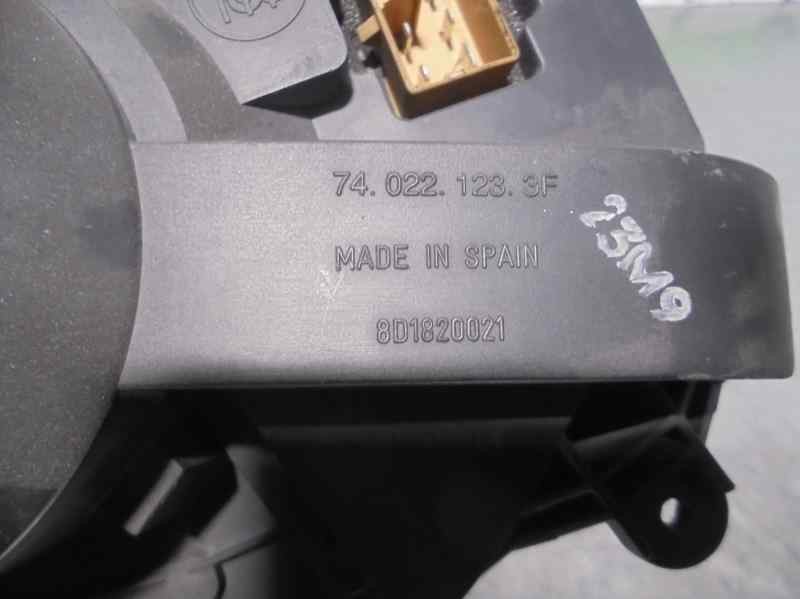 74. 022. 123. 3F
MADE IN SPAIN
8D1820021
23M9